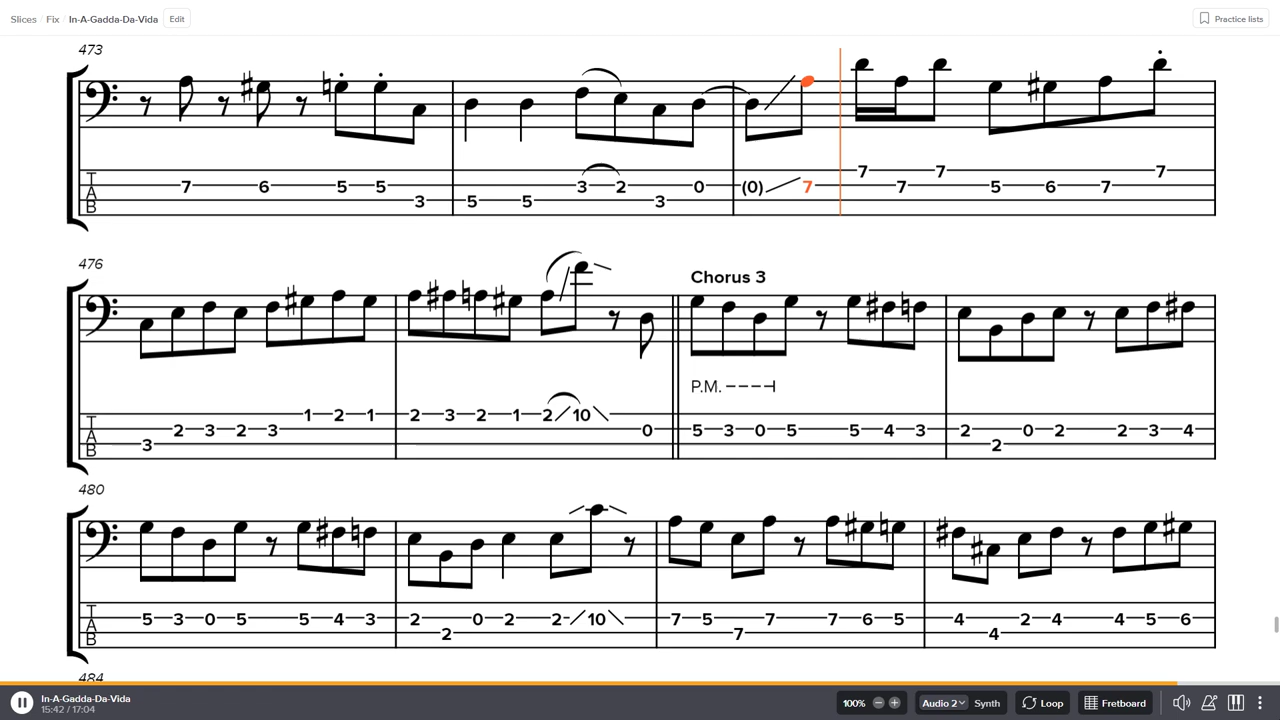 Slices / Fix / In-A-Gadda-Da-Vida Edit Practice lists
473
7 6 5 5 3 5 5 3 2 3 0 (0) 7 7 7 7 5 6 7 7
T
A
B
476
Chorus 3
P.M.
3 2 3 2 3 1 2 1 2 3 2 1 2 10 0 5 3 0 5 5 4 3 2 2 0 2 2 3 4
T
A
B
480
5 3 0 5 5 4 3 2 2 0 2 2 10 7 5 7 7 7 6 5 4 4 2 4 4 5 6
T
A
B
484
In-A-Gadda-Da-Vida
15:42 / 17:04
100% Audio 2 Synth Loop Fretboard